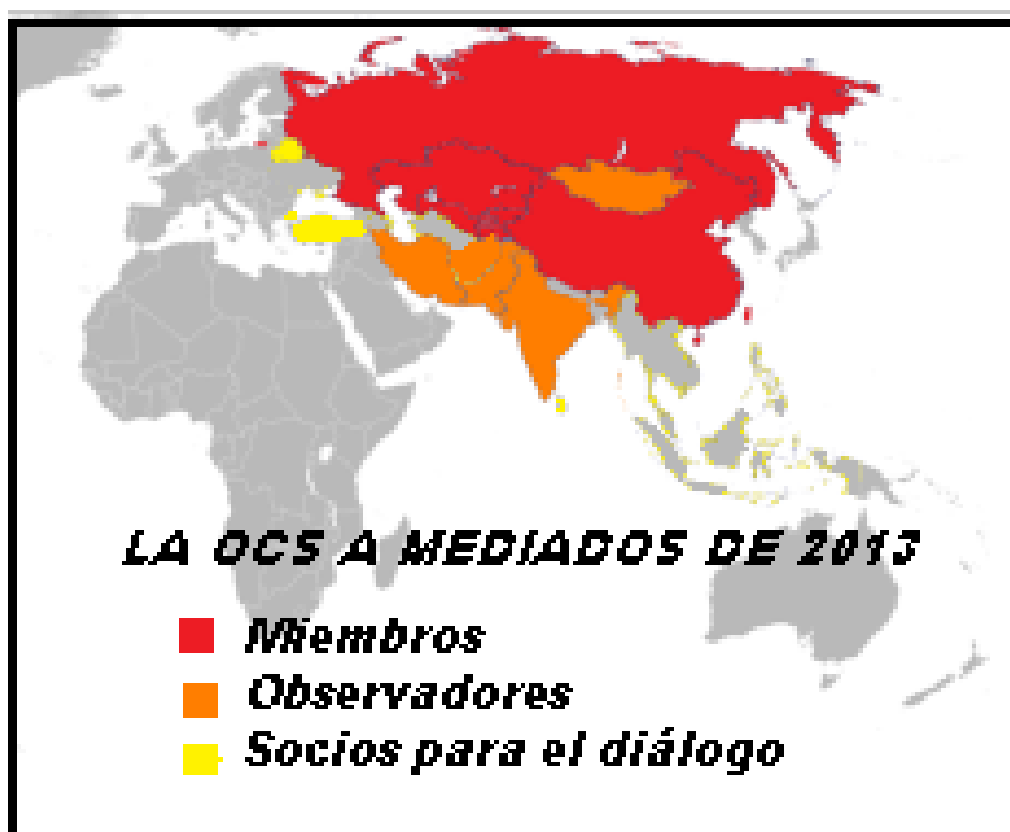 LA OCS A MEDIADOS DE 2013
Miembros
Observadores
Socios para el diálogo